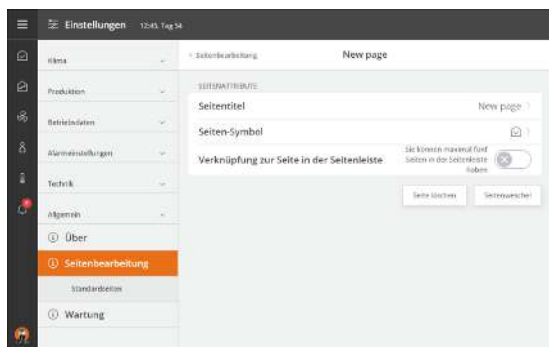 Einstellungen 12:45, Tag 54
Klima
< Seitenbearbeitung New page
Produktion
SEITENATTRIBUTE
Seitentitel New page
Betriebsdaten
Seiten-Symbol
Alarmeinstellungen
Verknüpfung zur Seite in der Seitenleiste
Sie können maximal fünf
Seiten in der Seitenleiste
haben
Technik
Seite löschen
Allgemein
Über
Seitenbearbeitung
Standardseiten
Wartung